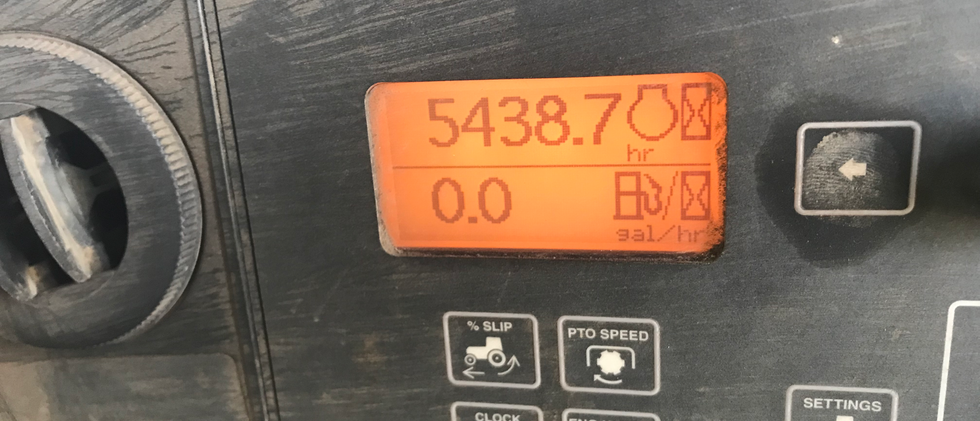 5438.7
hr
0.0
gal/hr
% SLIP
PTO SPEED
CLOCK
SETTINGS